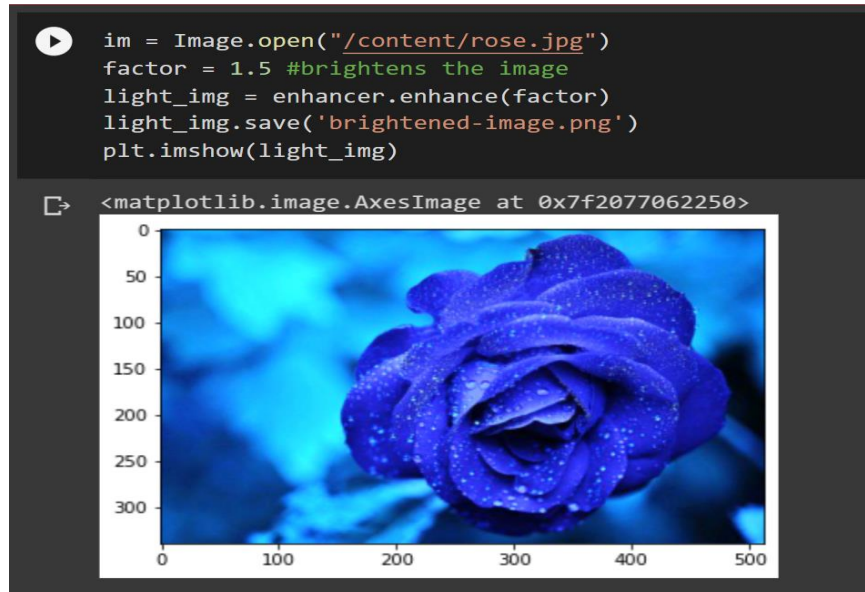 im = Image.open("/content/rose.jpg")
factor = 1.5 #brightens the image
light_img = enhancer.enhance(factor)
light_img.save('brightened-image.png')
plt.imshow(light_img)
<matplotlib.image.AxesImage at 0x7f2077062250>
0
50
100
150
200
250
300
0 100 200 300 400 500